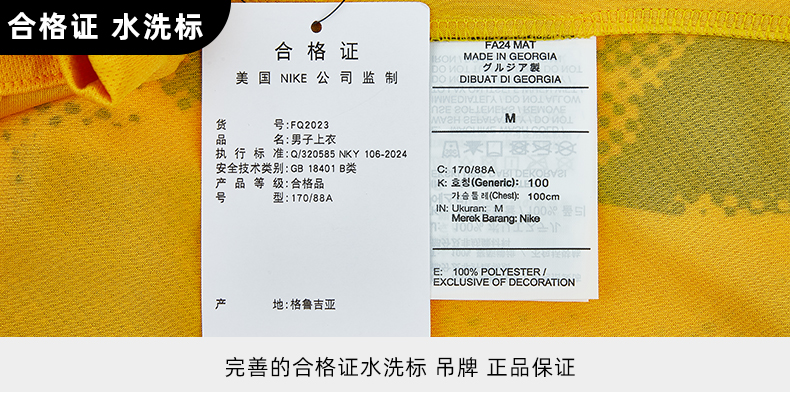 合格证 水洗标
合格证
美国 NIKE 公司监制
货号:FQ2023
品名:男子上衣
执行标准:Q/320585 NKY 106-2024
安全技术类别:GB 18401 B类
产品等级:合格品
号型:170/88A
产地:格鲁吉亚
FA24 MAT
MADE IN GEORGIA
グルジア製
DIBUAT DI GEORGIA
M
C: 170/88A
K: 호칭(Generic): 100
가슴둘레(Chest): 100cm
IN: Ukuran: M
Merek Barang: Nike
E: 100% POLYESTER /
EXCLUSIVE OF DECORATION
完善的合格证水洗标 吊牌 正品保证